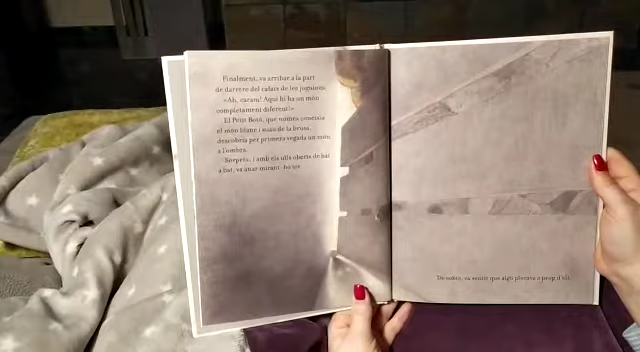 Finalment, va arribar a la part
de darrere del calaix de les joguines.
«Ah, caram! Aquí hi ha un món
completament diferent!»
El Petit Botó, que només coneixia
el món blanc i suau de la brusa,
descobria per primera vegada un món
a l'ombra.
Sorprès, i amb els ulls oberts de bat
a bat, va anar mirant-ho tot.
De sobte, va sentir que algú plorava a prop d'ell.